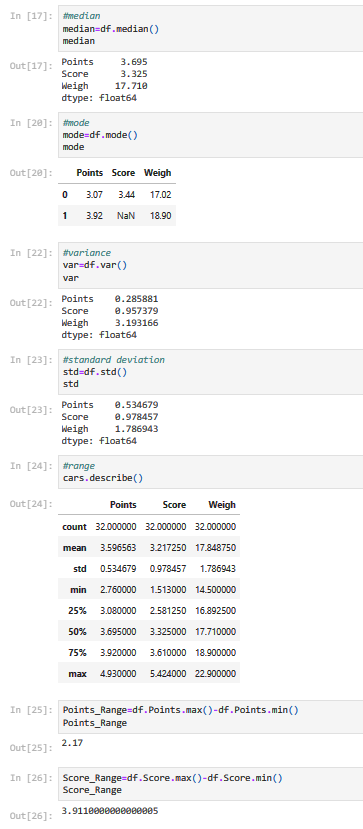 In [17]: #median
median=df.median()
median
Out[17]: Points 3.695
Score 3.325
Weigh 17.710
dtype: float64
In [20]: #mode
mode=df.mode()
mode
Out[20]: Points Score Weigh
0 3.07 3.44 17.02
1 3.92 NaN 18.90
In [22]: #variance
var=df.var()
var
Out[22]: Points 0.285881
Score 0.957379
Weigh 3.193166
dtype: float64
In [23]: #standard deviation
std=df.std()
std
Out[23]: Points 0.534679
Score 0.978457
Weigh 1.786943
dtype: float64
In [24]: #range
cars.describe()
Out[24]: Points Score Weigh
count 32.000000 32.000000 32.000000
mean 3.596563 3.217250 17.848750
std 0.534679 0.978457 1.786943
min 2.760000 1.513000 14.500000
25% 3.080000 2.581250 16.892500
50% 3.695000 3.325000 17.710000
75% 3.920000 3.610000 18.900000
max 4.930000 5.424000 22.900000
In [25]: Points_Range=df.Points.max()-df.Points.min()
Points_Range
Out[25]: 2.17
In [26]: Score_Range=df.Score.max()-df.Score.min()
Score_Range
Out[26]: 3.9110000000000005